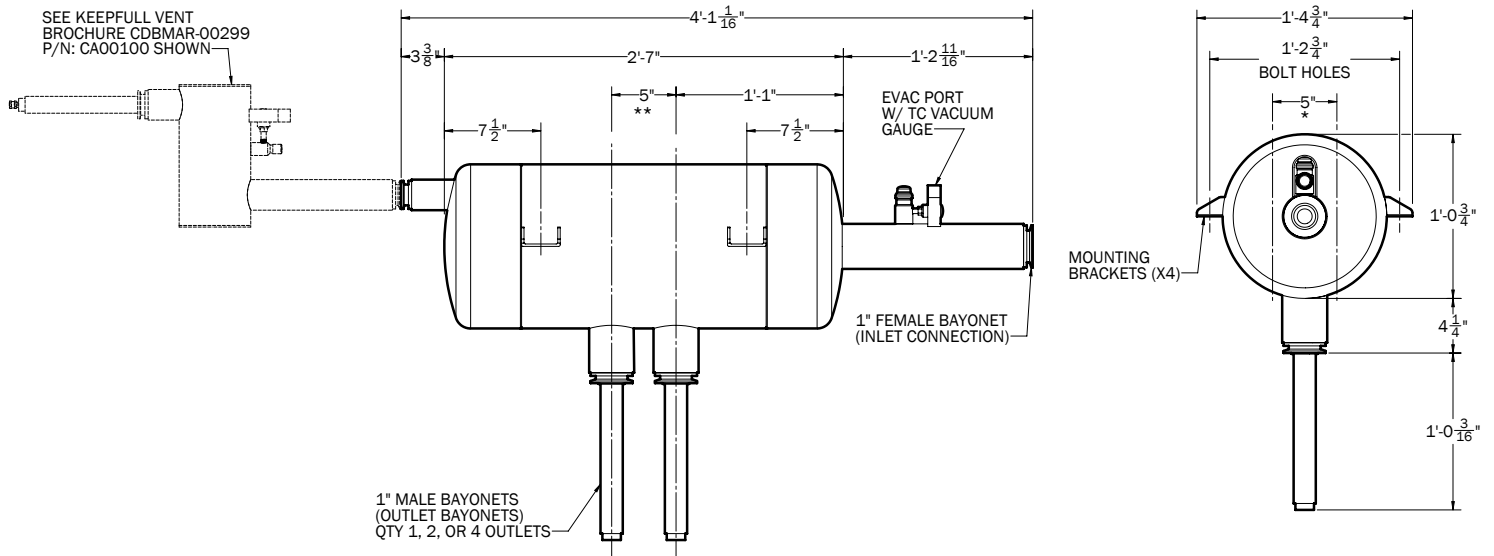 SEE KEEPFULL VENT
BROCHURE CDBMAR-00299
P/N: CA00100 SHOWN
4'-1 1/16"
3 3/8"
2'-7"
1'-2 11/16"
5"
**
1'-1"
7 1/2"
7 1/2"
EVAC PORT
W/ TC VACUUM
GAUGE
1" FEMALE BAYONET
(INLET CONNECTION)
1" MALE BAYONETS
(OUTLET BAYONETS)
QTY 1, 2, OR 4 OUTLETS
1'-4 3/4"
1'-2 3/4"
BOLT HOLES
5"
*
1'-0 3/4"
MOUNTING
BRACKETS (X4)
4 1/4"
1'-0 3/16"